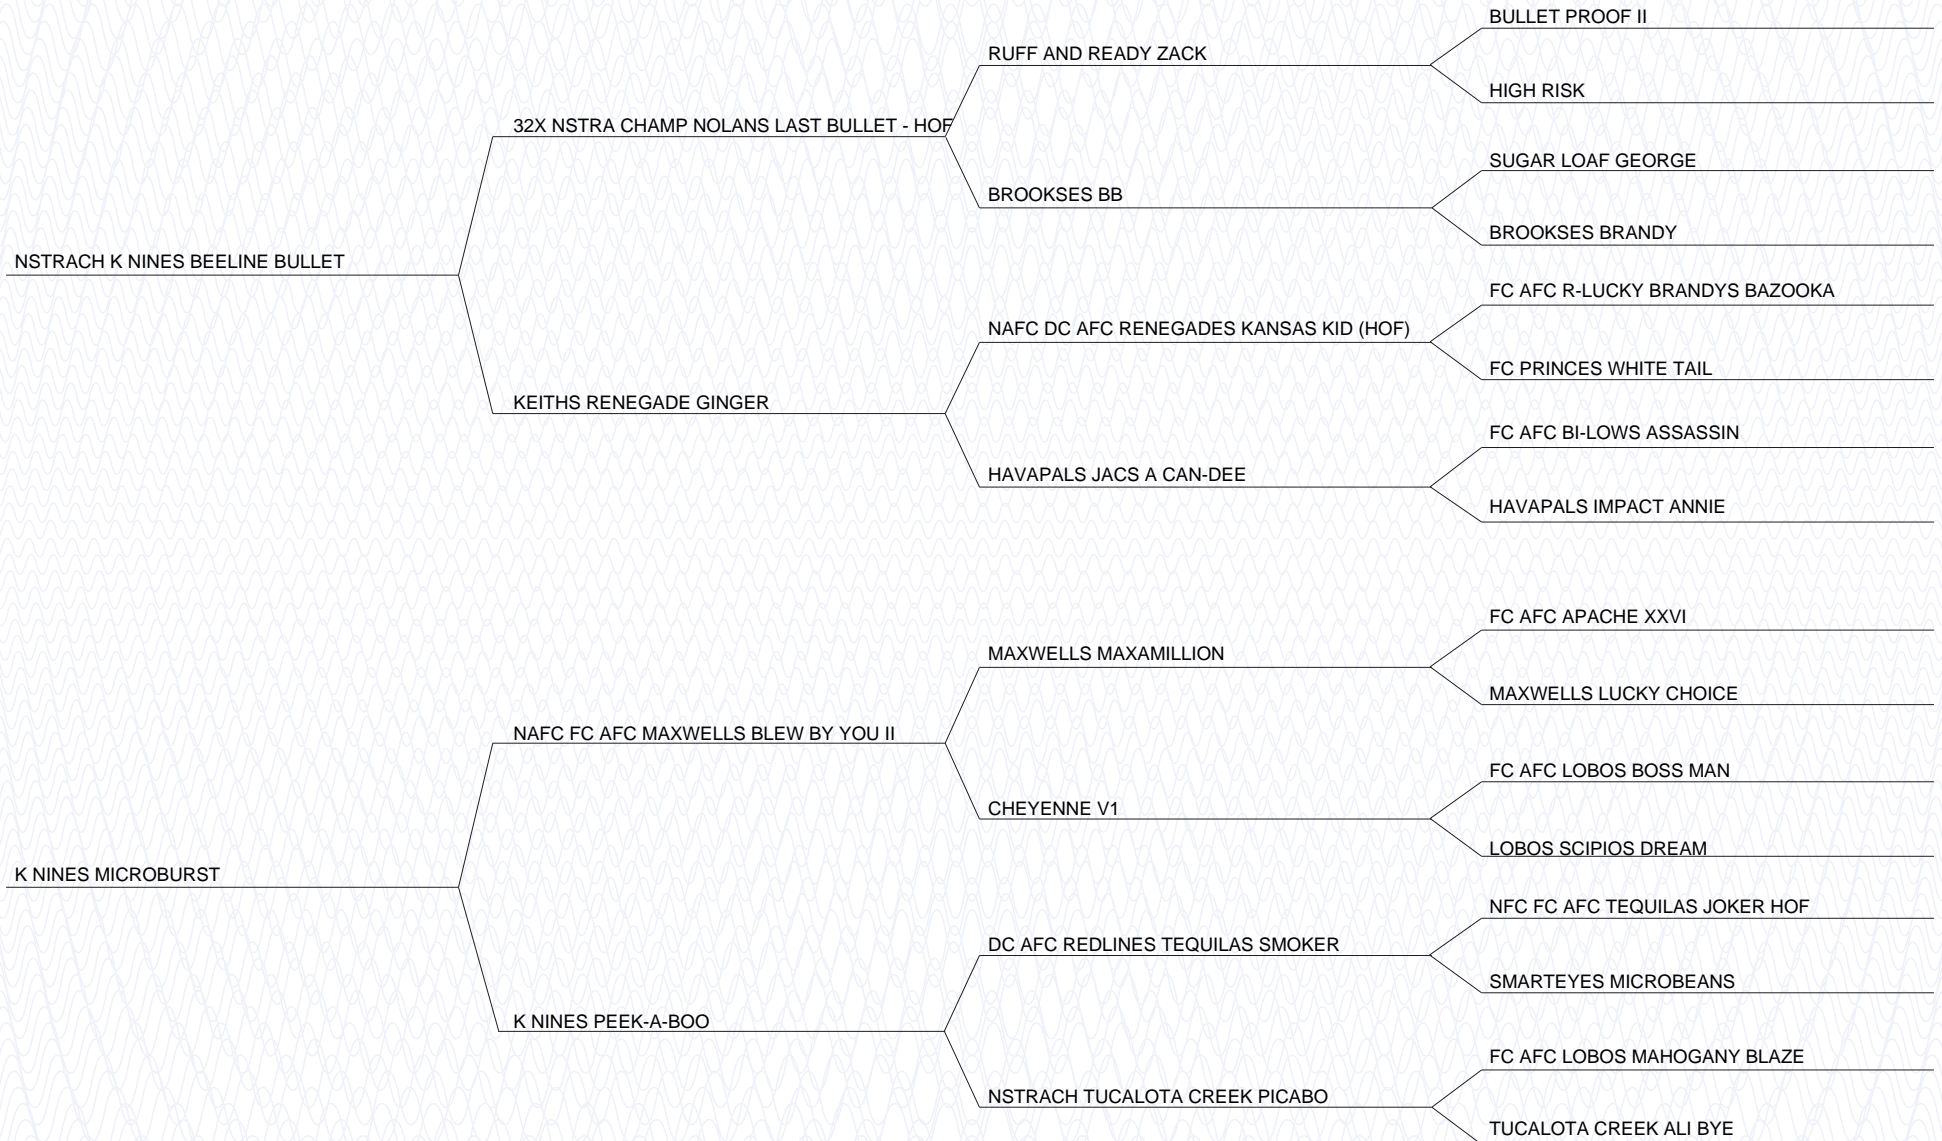 BULLET PROOF II
RUFF AND READY ZACK
HIGH RISK
32X NSTRA CHAMP NOLANS LAST BULLET - HOF
SUGAR LOAF GEORGE
BROOKSES BB
BROOKSES BRANDY
NSTRACH K NINES BEELINE BULLET
FC AFC R-LUCKY BRANDYS BAZOOKA
NAFC DC AFC RENEGADES KANSAS KID (HOF)
FC PRINCES WHITE TAIL
KEITHS RENEGADE GINGER
FC AFC BI-LOWS ASSASSIN
HAVAPALS JACS A CAN-DEE
HAVAPALS IMPACT ANNIE
FC AFC APACHE XXVI
MAXWELLS MAXAMILLION
MAXWELLS LUCKY CHOICE
NAFC FC AFC MAXWELLS BLEW BY YOU II
FC AFC LOBOS BOSS MAN
CHEYENNE V1
LOBOS SCIPIOS DREAM
K NINES MICROBURST
NFC FC AFC TEQUILAS JOKER HOF
DC AFC REDLINES TEQUILAS SMOKER
SMARTEYES MICROBEANS
K NINES PEEK-A-BOO
FC AFC LOBOS MAHOGANY BLAZE
NSTRACH TUCALOTA CREEK PICABO
TUCALOTA CREEK ALI BYE